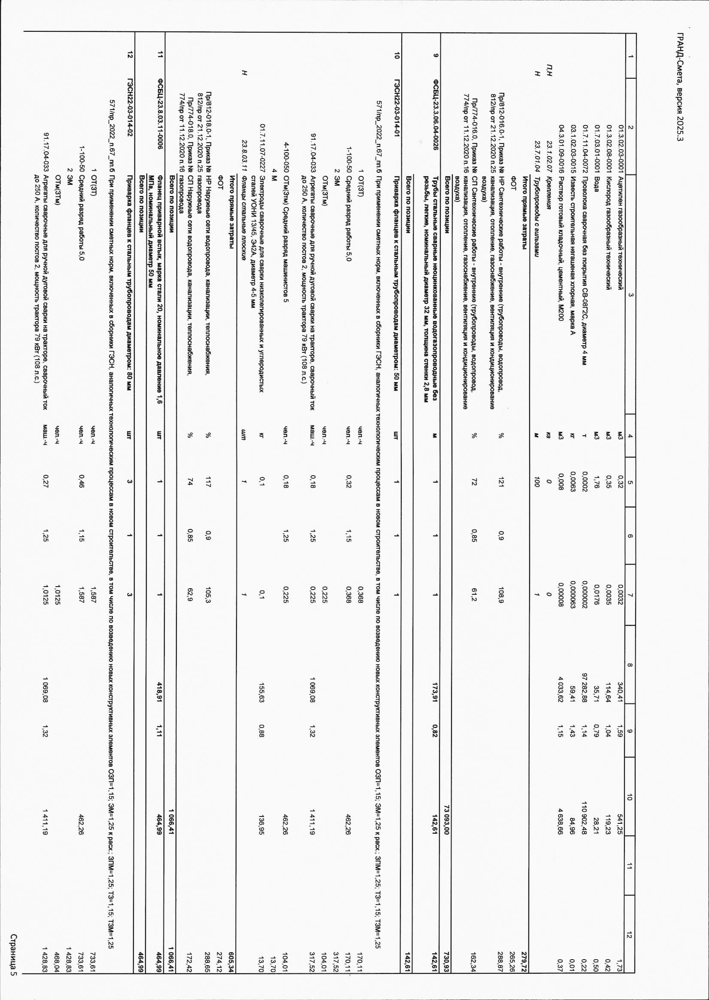 ГРАНД-Смета, версия 2025.3
1 2 3 4 5 6 7 8 9 10 11 12
01.3.02.03-0001 Ацетилен газообразный технический м3 0,32 0,0032 340,41 1,59 541,25 1,73
01.3.02.08-0001 Кислород газообразный технический м3 0,35 0,0035 114,64 1,04 119,23 0,42
01.7.03.01-0001 Вода м3 1,76 0,0176 35,71 0,79 28,21 0,50
01.7.11.04-0072 Проволока сварочная без покрытия СВ-08Г2С, диаметр 4 мм т 0,0002 0,000002 97 282,88 1,14 110 902,48 0,22
03.1.02.03-0015 Известь строительная негашеная хлорная, марка А кг 0,0063 0,000063 59,41 1,43 84,96 0,01
04.3.01.09-0016 Раствор готовый кладочный, цементный, М200 м3 0,008 0,00008 4 033,62 1,15 4 638,66 0,37
П,Н 23.1.02.07 Крепления кг 0 0
Н 23.7.01.04 Трубопроводы с гильзами м 100 1
Итого прямые затраты 279,72
ФОТ 265,26
Пр/812-016.0-1, Приказ № НР Сантехнические работы - внутренние (трубопроводы, водопровод, % 121 0,9 108,9 288,87
812/пр от 21.12.2020 п.25 канализация, отопление, газоснабжение, вентиляция и кондиционирование
воздуха)
Пр/774-016.0, Приказ № СП Сантехнические работы - внутренние (трубопроводы, водопровод, % 72 0,85 61,2 162,34
774/пр от 11.12.2020 п.16 канализация, отопление, газоснабжение, вентиляция и кондиционирование
воздуха)
Всего по позиции 73 093,00 730,93
9 ФСБЦ-23.3.06.04-0026 Трубы стальные сварные неоцинкованные водогазопроводные без м 1 1 1 173,91 0,82 142,61 142,61
резьбы, легкие, номинальный диаметр 32 мм, толщина стенки 2,8 мм
Всего по позиции 142,61
10 ГЭСН22-03-014-01 Приварка фланцев к стальным трубопроводам диаметром: 50 мм шт 1 1 1
571/пр_2022_п.67_пп.б При применении сметных норм, включенных в сборники ГЭСН, аналогичных технологическим процессам в новом строительстве, в том числе по возведению новых конструктивных элементов ОЗП=1,15; ЭМ=1,25 к расх.; ЗПМ=1,25; ТЗ=1,15; ТЗМ=1,25
1 ОТ(ЗТ) чел.-ч 0,368 170,11
1-100-50 Средний разряд работы 5,0 чел.-ч 0,32 1,15 0,368 462,26 170,11
2 ЭМ 317,52
ОТм(ЗТм) чел.-ч 0,225 104,01
91.17.04-033 Агрегаты сварочные для ручной дуговой сварки на тракторе, сварочный ток маш.-ч 0,18 1,25 0,225 1 069,08 1,32 1 411,19 317,52
до 250 А, количество постов 2, мощность трактора 79 кВт (108 л.с.)
4-100-050 ОТм(Зтм) Средний разряд машинистов 5 чел.-ч 0,18 1,25 0,225 462,26 104,01
4 М 13,70
01.7.11.07-0227 Электроды сварочные для сварки низколегированных и углеродистых кг 0,1 0,1 155,63 0,88 136,95 13,70
сталей УОНИ 13/45, Э42А, диаметр 4-5 мм
Н 23.8.03.11 Фланцы стальные плоские шт 1 1
Итого прямые затраты 605,34
ФОТ 274,12
Пр/812-018.0-1, Приказ № НР Наружные сети водопровода, канализации, теплоснабжения, % 117 0,9 105,3 288,65
812/пр от 21.12.2020 п.25 газопровода
Пр/774-018.0, Приказ № СП Наружные сети водопровода, канализации, теплоснабжения, % 74 0,85 62,9 172,42
774/пр от 11.12.2020 п.16 газопровода
Всего по позиции 1 066,41 1 066,41
11 ФСБЦ-23.8.03.11-0006 Фланец приварной встык, марка стали 20, номинальное давление 1,6 шт 1 1 1 418,91 1,11 464,99 464,99
МПа, номинальный диаметр 50 мм
Всего по позиции 464,99
12 ГЭСН22-03-014-02 Приварка фланцев к стальным трубопроводам диаметром: 80 мм шт 3 1 3
571/пр_2022_п.67_пп.б При применении сметных норм, включенных в сборники ГЭСН, аналогичных технологическим процессам в новом строительстве, в том числе по возведению новых конструктивных элементов ОЗП=1,15; ЭМ=1,25 к расх.; ЗПМ=1,25; ТЗ=1,15; ТЗМ=1,25
1 ОТ(ЗТ) чел.-ч 1,587 733,61
1-100-50 Средний разряд работы 5,0 чел.-ч 0,46 1,15 1,587 462,26 733,61
2 ЭМ 1 428,83
ОТм(ЗТм) чел.-ч 1,0125 468,04
91.17.04-033 Агрегаты сварочные для ручной дуговой сварки на тракторе, сварочный ток маш.-ч 0,27 1,25 1,0125 1 069,08 1,32 1 411,19 1 428,83
до 250 А, количество постов 2, мощность трактора 79 кВт (108 л.с.)
Страница 5